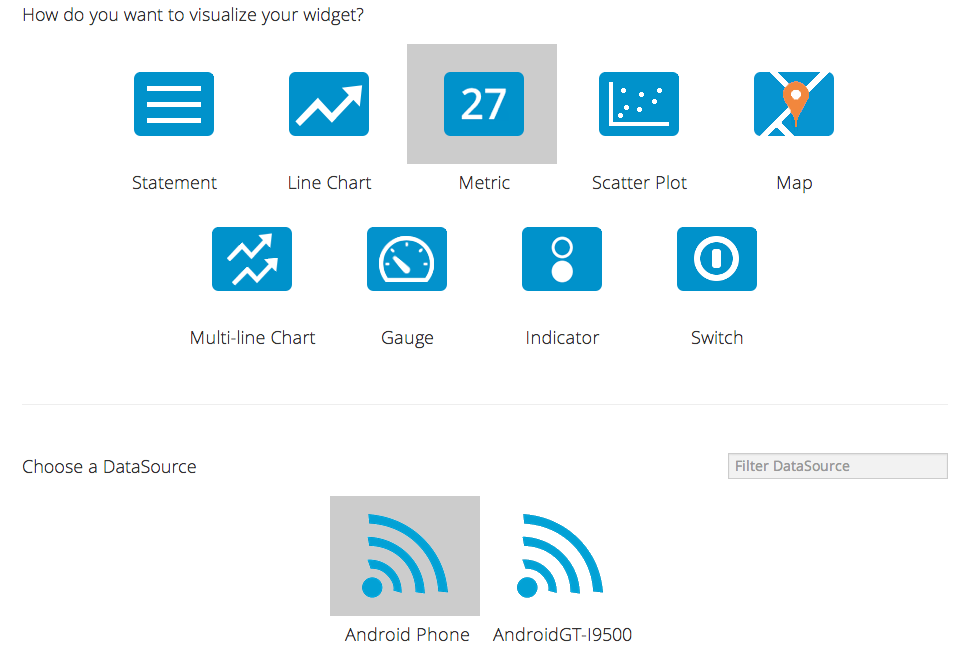 How do you want to visualize your widget?
27
Statement
Line Chart
Metric
Scatter Plot
Map
Multi-line Chart
Gauge
Indicator
Switch
Choose a DataSource
Filter DataSource
Android Phone
AndroidGT-I9500